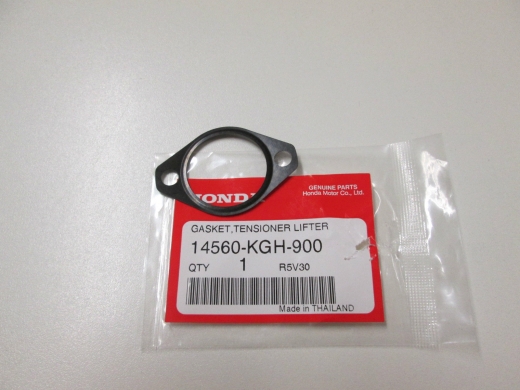 HONDA
GENUINE PARTS
Honda Motor Co., Ltd.
GASKET,TENSIONER LIFTER
14560-KGH-900
QTY 1 R5V30
Made in THAILAND